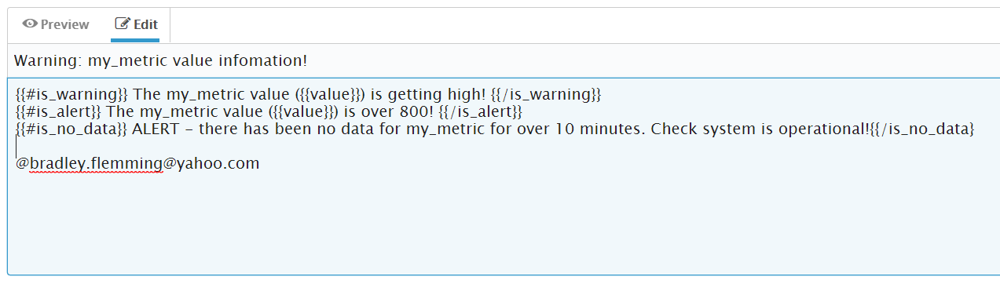 Preview Edit
Warning: my_metric value infomation!
{{#is_warning}} The my_metric value ({{value}}) is getting high! {{/is_warning}}
{{#is_alert}} The my_metric value ({{value}}) is over 800! {{/is_alert}}
{{#is_no_data}} ALERT - there has been no data for my_metric for over 10 minutes. Check system is operational!{{/is_no_data}
@bradley.flemming@yahoo.com